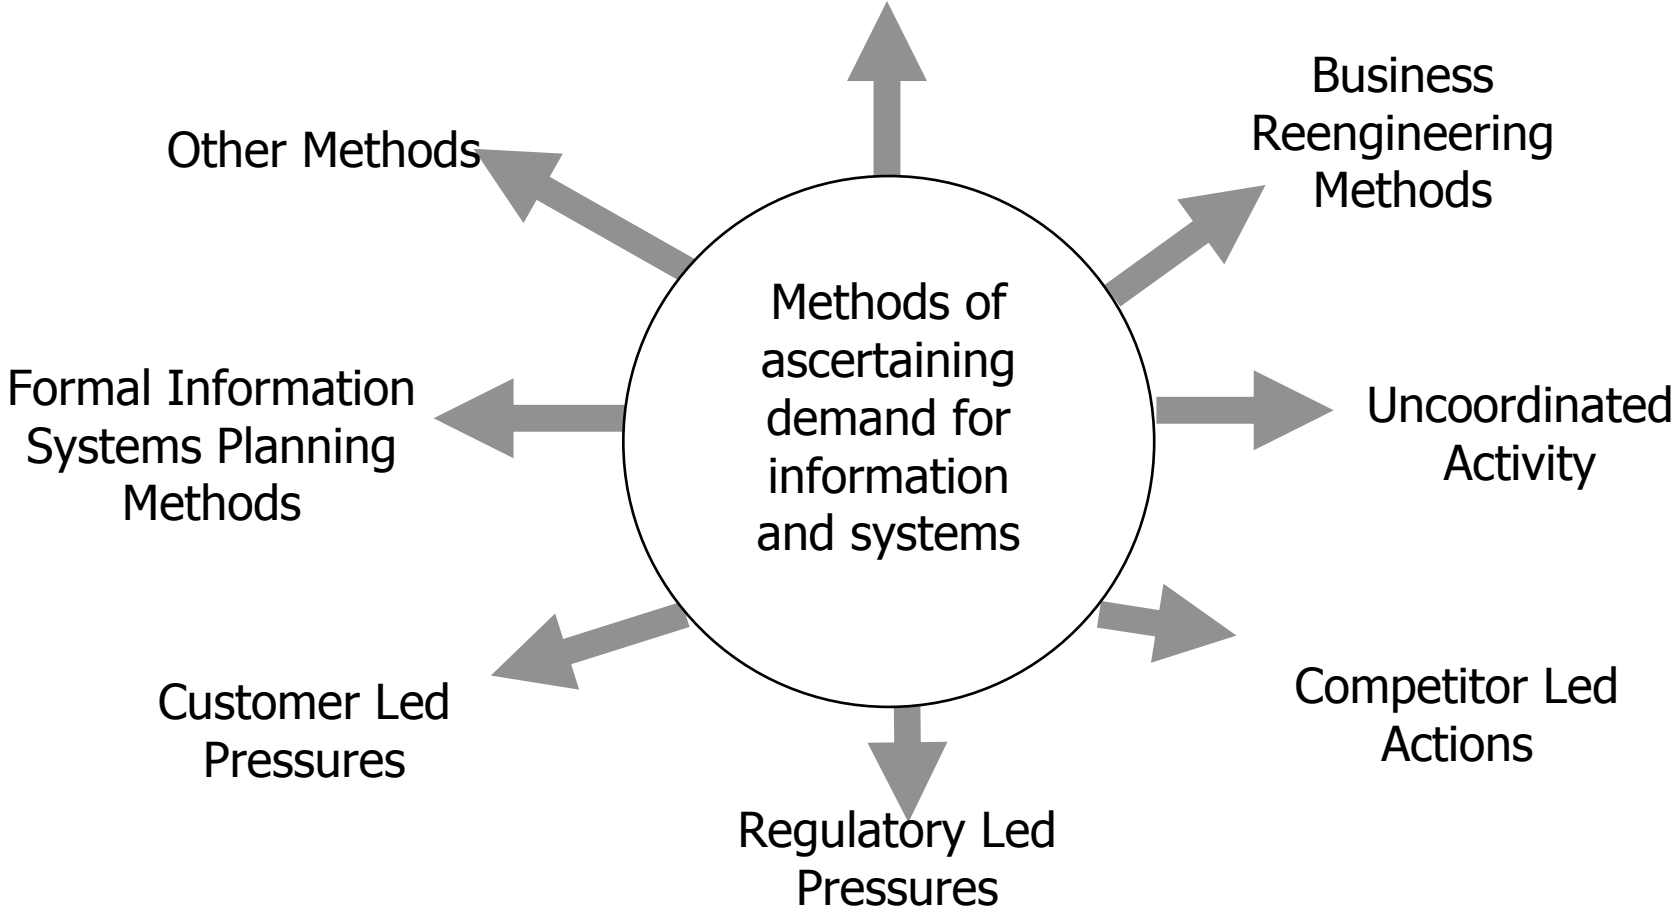 Business
Reengineering
Methods
Other Methods
Methods of
ascertaining
demand for
information
and systems
Formal Information
Systems Planning
Methods
Uncoordinated
Activity
Customer Led
Pressures
Competitor Led
Actions
Regulatory Led
Pressures